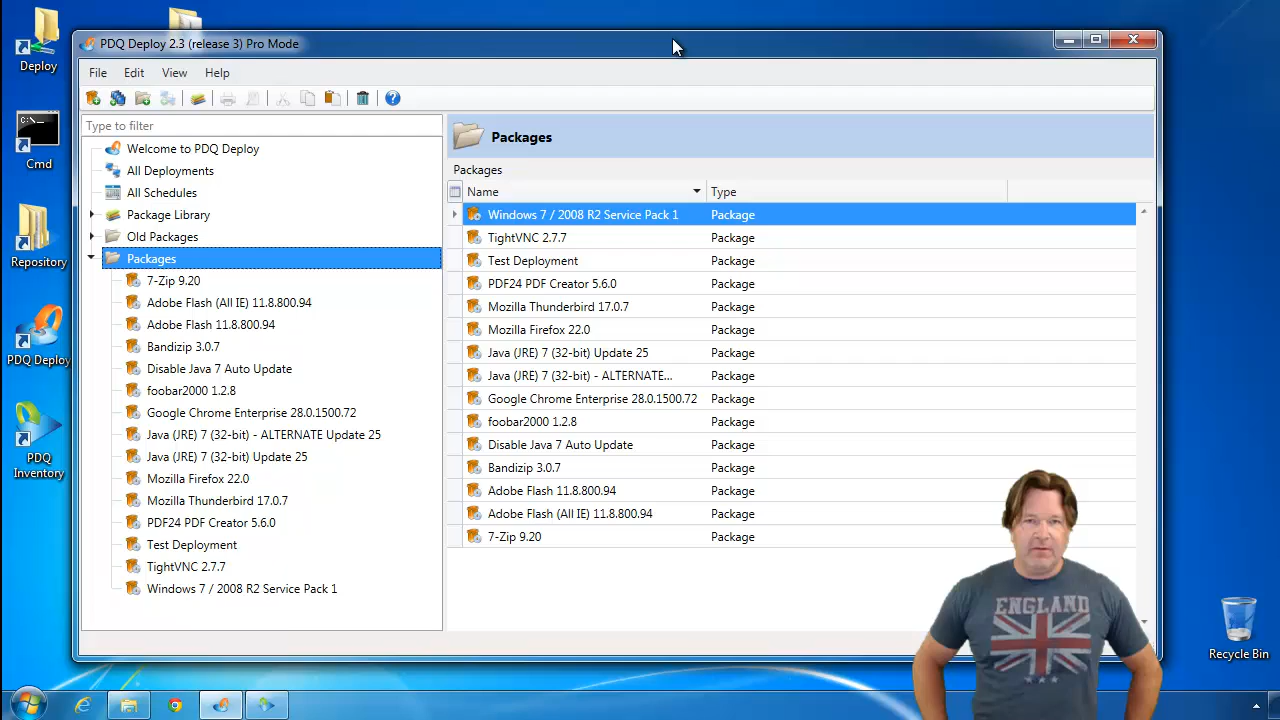 Deploy
Cmd
Repository
PDQ Deploy
PDQ
Inventory
PDQ Deploy 2.3 (release 3) Pro Mode
File Edit View Help
Type to filter
Welcome to PDQ Deploy
All Deployments
All Schedules
Package Library
Old Packages
Packages
7-Zip 9.20
Adobe Flash (All IE) 11.8.800.94
Adobe Flash 11.8.800.94
Bandizip 3.0.7
Disable Java 7 Auto Update
foobar2000 1.2.8
Google Chrome Enterprise 28.0.1500.72
Java (JRE) 7 (32-bit) - ALTERNATE Update 25
Java (JRE) 7 (32-bit) Update 25
Mozilla Firefox 22.0
Mozilla Thunderbird 17.0.7
PDF24 PDF Creator 5.6.0
Test Deployment
TightVNC 2.7.7
Windows 7 / 2008 R2 Service Pack 1
Packages
Packages
Name Type
Windows 7 / 2008 R2 Service Pack 1 Package
TightVNC 2.7.7 Package
Test Deployment Package
PDF24 PDF Creator 5.6.0 Package
Mozilla Thunderbird 17.0.7 Package
Mozilla Firefox 22.0 Package
Java (JRE) 7 (32-bit) Update 25 Package
Java (JRE) 7 (32-bit) - ALTERNATE... Package
Google Chrome Enterprise 28.0.1500.72 Package
foobar2000 1.2.8 Package
Disable Java 7 Auto Update Package
Bandizip 3.0.7 Package
Adobe Flash 11.8.800.94 Package
Adobe Flash (All IE) 11.8.800.94 Package
7-Zip 9.20 Package
ENGLAND
Recycle Bin